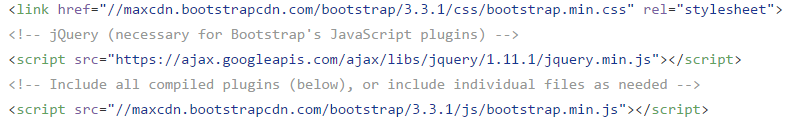 <link href="//maxcdn.bootstrapcdn.com/bootstrap/3.3.1/css/bootstrap.min.css" rel="stylesheet">
<!-- jQuery (necessary for Bootstrap's JavaScript plugins) -->
<script src="https://ajax.googleapis.com/ajax/libs/jquery/1.11.1/jquery.min.js"></script>
<!-- Include all compiled plugins (below), or include individual files as needed -->
<script src="//maxcdn.bootstrapcdn.com/bootstrap/3.3.1/js/bootstrap.min.js"></script>